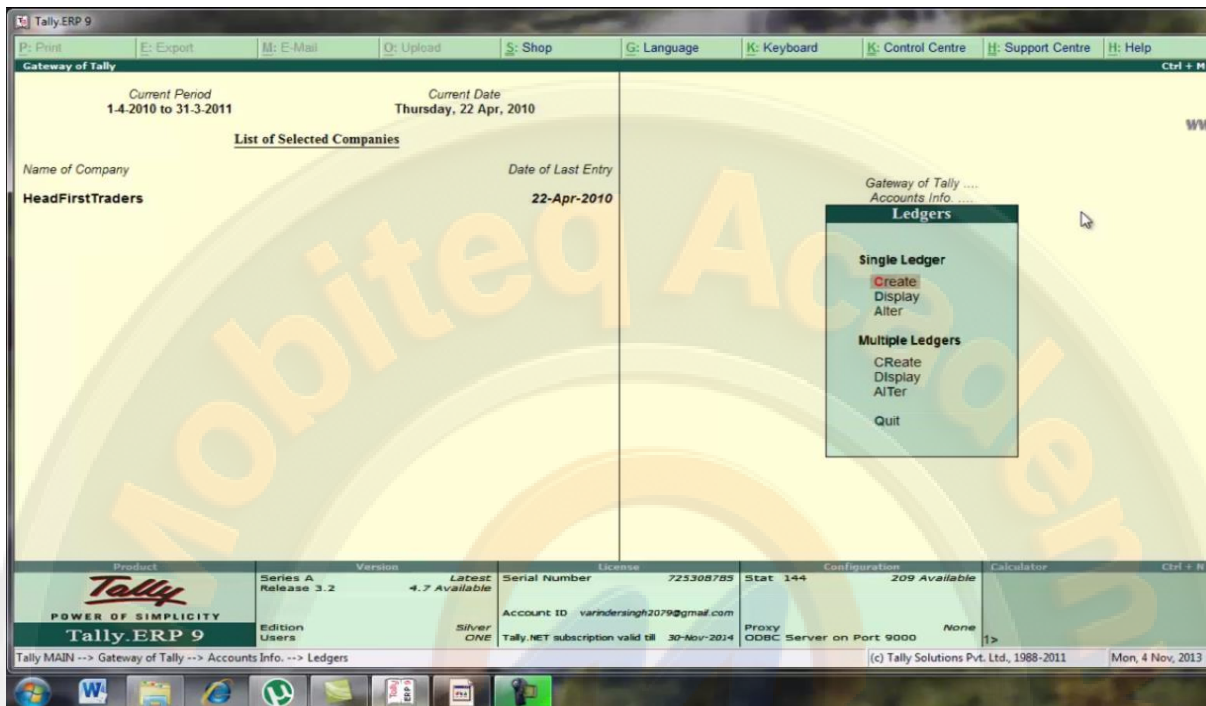 Tally.ERP 9
P: Print E: Export M: E-Mail O: Upload S: Shop G: Language K: Keyboard K: Control Centre H: Support Centre H: Help
Gateway of Tally Ctrl + M
Current Period Current Date
1-4-2010 to 31-3-2011 Thursday, 22 Apr, 2010
List of Selected Companies
Name of Company Date of Last Entry
HeadFirstTraders 22-Apr-2010
Gateway of Tally ....
Accounts Info. ....
Ledgers
Single Ledger
Create
Display
Alter
Multiple Ledgers
CReate
DIsplay
AlTer
Quit
Mobiteq Academ
Product Version License Configuration Calculator Ctrl + N
Tally
POWER OF SIMPLICITY
Tally.ERP 9
Series A Latest
Release 3.2 4.7 Available
Edition Silver
Users ONE
Serial Number 725308785
Account ID varindersingh2079@gmail.com
Tally.NET subscription valid till 30-Nov-2014
Stat 144 209 Available
Proxy None
ODBC Server on Port 9000
1>
Tally MAIN --> Gateway of Tally --> Accounts Info. --> Ledgers (c) Tally Solutions Pvt. Ltd., 1988-2011 Mon, 4 Nov, 2013